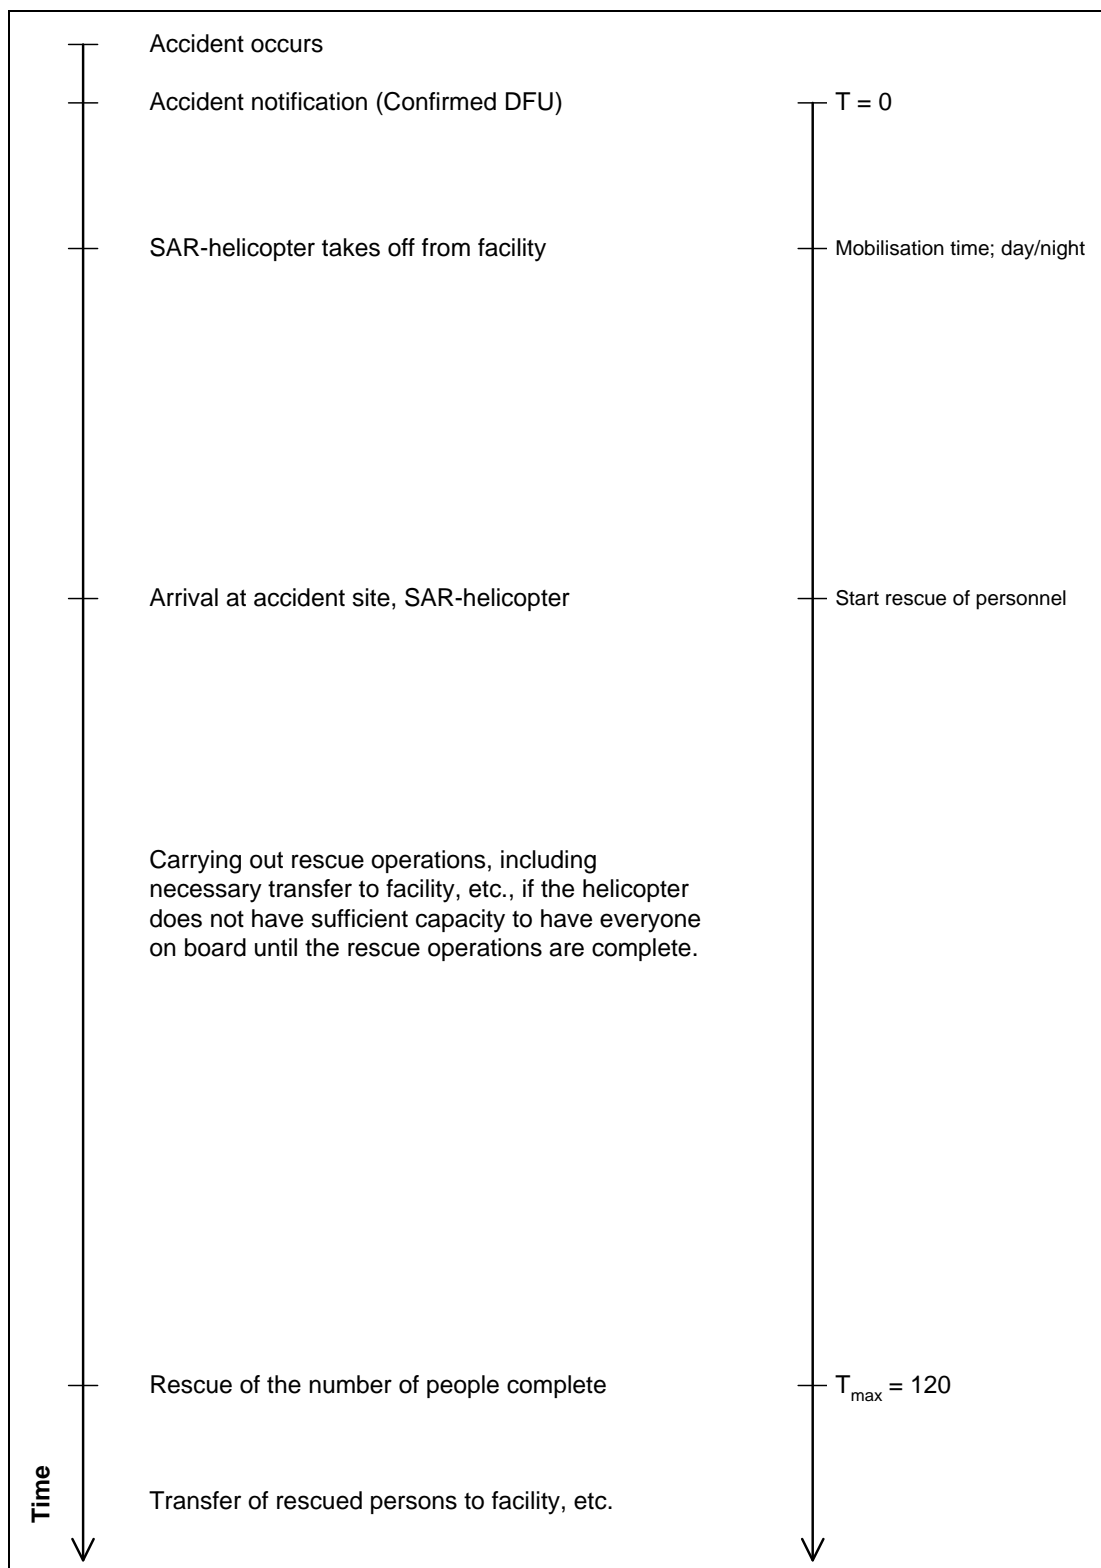 Accident occurs
Accident notification (Confirmed DFU)
T = 0
SAR-helicopter takes off from facility
Mobilisation time; day/night
Arrival at accident site, SAR-helicopter
Start rescue of personnel
Carrying out rescue operations, including
necessary transfer to facility, etc., if the helicopter
does not have sufficient capacity to have everyone
on board until the rescue operations are complete.
Rescue of the number of people complete
Tmax = 120
Time
Transfer of rescued persons to facility, etc.